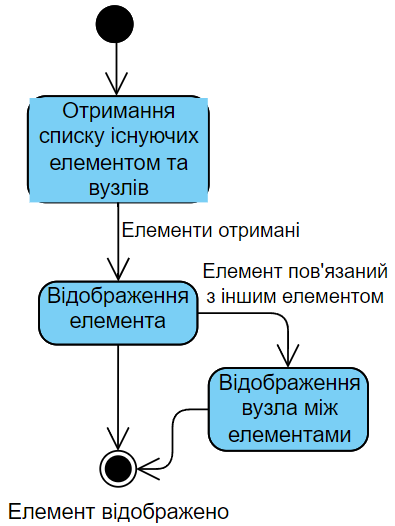 Отримання
списку існуючих
елементом та
вузлів
Елементи отримані
Елемент пов'язаний
з іншим елементом
Відображення
елемента
Відображення
вузла між
елементами
Елемент відображено